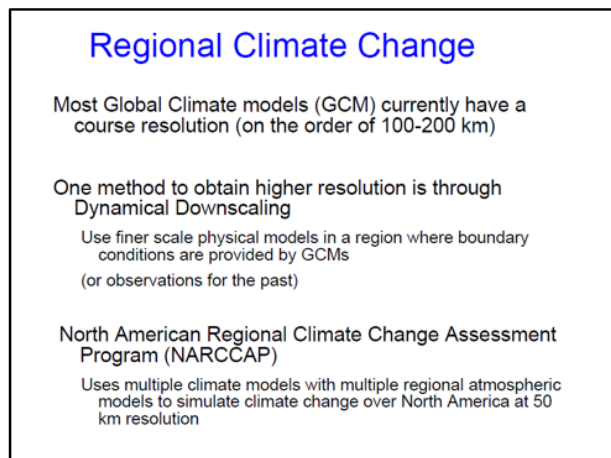 Regional Climate Change
Most Global Climate models (GCM) currently have a
course resolution (on the order of 100-200 km)
One method to obtain higher resolution is through
Dynamical Downscaling
Use finer scale physical models in a region where boundary
conditions are provided by GCMs
(or observations for the past)
North American Regional Climate Change Assessment
Program (NARCCAP)
Uses multiple climate models with multiple regional atmospheric
models to simulate climate change over North America at 50
km resolution